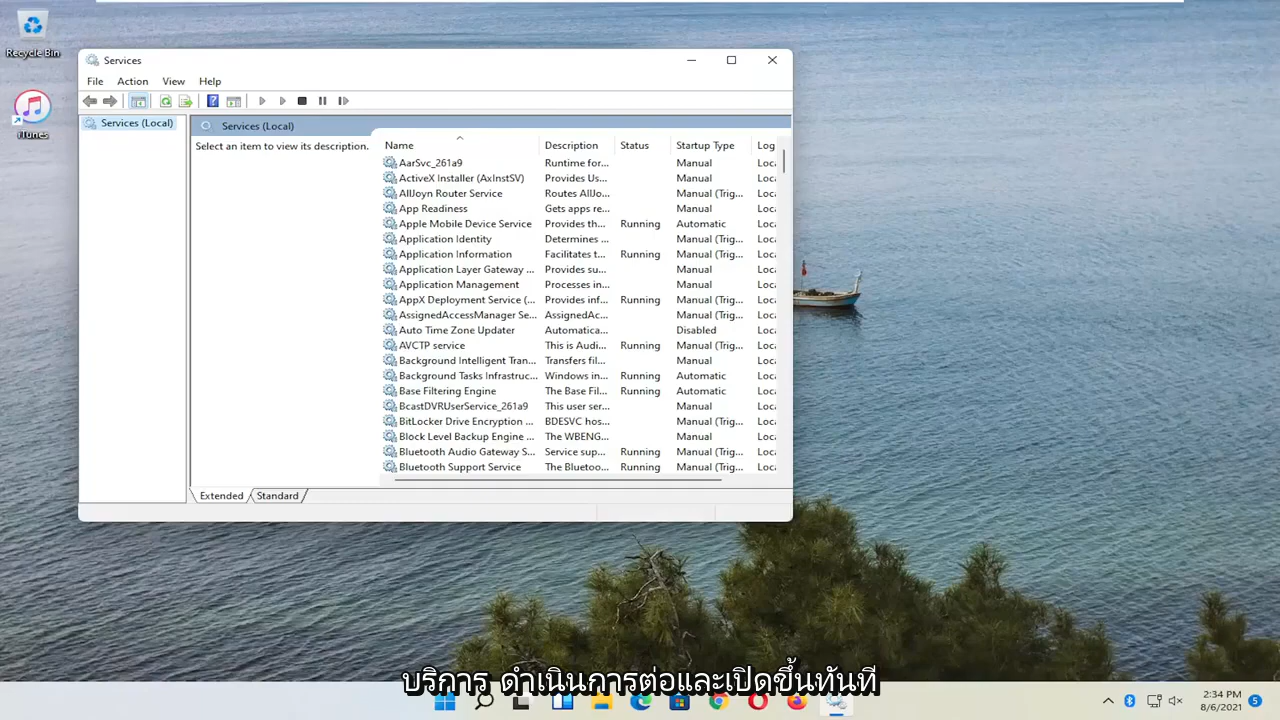 Recycle Bin
iTunes
Services
File Action View Help
Services (Local)
Services (Local)
Select an item to view its description.
Name Description Status Startup Type Log
AarSvc_261a9 Runtime for... Manual Loca
ActiveX Installer (AxInstSV) Provides Us... Manual Loca
AllJoyn Router Service Routes AllJo... Manual (Trig... Loca
App Readiness Gets apps re... Manual Loca
Apple Mobile Device Service Provides th... Running Automatic Loca
Application Identity Determines ... Manual (Trig... Loca
Application Information Facilitates t... Running Manual (Trig... Loca
Application Layer Gateway ... Provides su... Manual Loca
Application Management Processes in... Manual Loca
AppX Deployment Service (... Provides inf... Running Manual (Trig... Loca
AssignedAccessManager Se... AssignedAc... Manual (Trig... Loca
Auto Time Zone Updater Automatica... Disabled Loca
AVCTP service This is Audi... Running Manual (Trig... Loca
Background Intelligent Tran... Transfers fil... Manual Loca
Background Tasks Infrastruc... Windows in... Running Automatic Loca
Base Filtering Engine The Base Fil... Running Automatic Loca
BcastDVRUserService_261a9 This user ser... Manual Loca
BitLocker Drive Encryption ... BDESVC hos... Manual (Trig... Loca
Block Level Backup Engine ... The WBENG... Manual Loca
Bluetooth Audio Gateway S... Service sup... Running Manual (Trig... Loca
Bluetooth Support Service The Bluetoo... Running Manual (Trig... Loca
Extended Standard
บริการ ดำเนินการต่อและเปิดขึ้นทันที
2:34 PM
8/6/2021
5